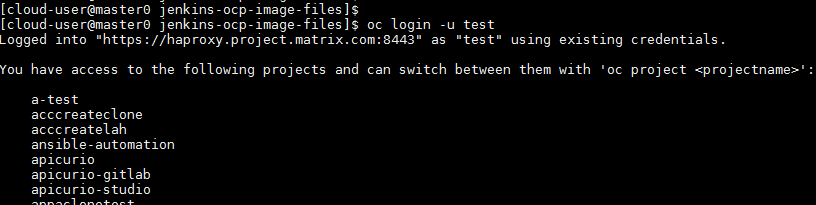 [cloud-user@master0 jenkins-ocp-image-files]$
[cloud-user@master0 jenkins-ocp-image-files]$ oc login -u test
Logged into "https://haproxy.project.matrix.com:8443" as "test" using existing credentials.
You have access to the following projects and can switch between them with 'oc project <projectname>':
a-test
acccreateclone
acccreatelah
ansible-automation
apicurio
apicurio-gitlab
apicurio-studio